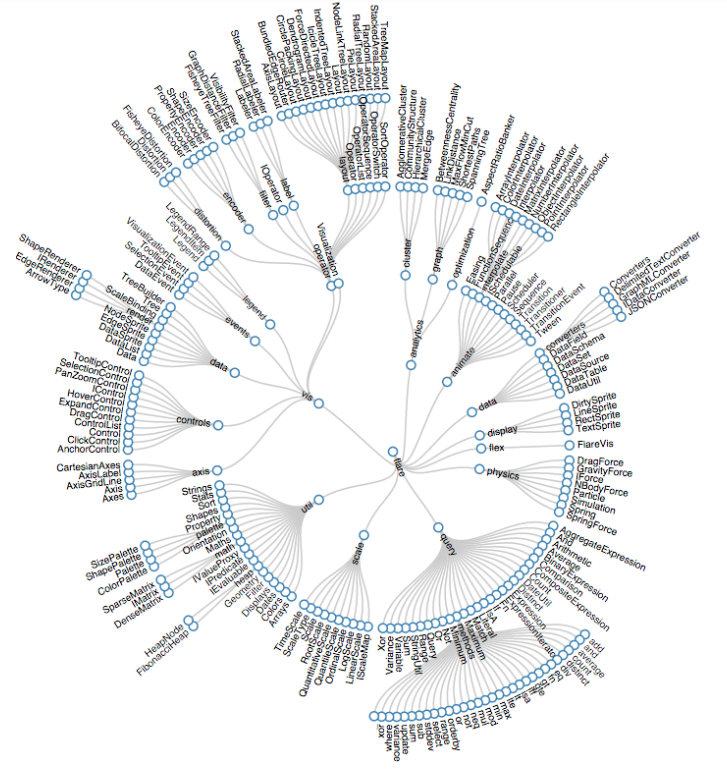 flare
analytics
cluster
AgglomerativeCluster
CommunityStructure
HierarchicalCluster
MergeEdge
graph
BetweennessCentrality
LinkDistance
MaxFlowMinCut
ShortestPaths
SpanningTree
optimization
AspectRatioBanker
animate
Easing
FunctionSequence
interpolate
ArrayInterpolator
ColorInterpolator
DateInterpolator
Interpolator
MatrixInterpolator
NumberInterpolator
ObjectInterpolator
PointInterpolator
RectangleInterpolator
ISchedulable
Parallel
Pause
Scheduler
Sequence
Transition
Transitioner
TransitionEvent
Tween
data
converters
Converters
DelimitedTextConverter
GraphMLConverter
IDataConverter
JSONConverter
DataField
DataSchema
DataSet
DataSource
DataTable
DataUtil
display
DirtySprite
LineSprite
RectSprite
TextSprite
flex
FlareVis
physics
DragForce
GravityForce
IForce
NBodyForce
Particle
Simulation
Spring
SpringForce
query
AggregateExpression
And
Arithmetic
Average
BinaryExpression
Comparison
CompositeExpression
Count
DateUtil
Distinct
Expression
ExpressionIterator
Fn
If
IsA
Literal
Match
Maximum
methods
add
and
average
count
distinct
div
eq
fn
gt
gte
iff
isa
lt
lte
max
min
mod
mul
neq
not
or
orderby
range
select
stddev
sub
sum
update
variance
where
xor
Minimum
Not
Or
Query
Range
StringUtil
Sum
Variable
Variance
Xor
scale
IScaleMap
LinearScale
LogScale
OrdinalScale
QuantileScale
QuantitativeScale
RootScale
Scale
ScaleType
TimeScale
util
Arrays
Colors
Dates
Displays
Filter
Geometry
heap
FibonacciHeap
HeapNode
IEvaluable
IPredicate
IValueProxy
math
DenseMatrix
IMatrix
SparseMatrix
Maths
Orientation
palette
ColorPalette
Palette
ShapePalette
SizePalette
Property
Shapes
Sort
Stats
Strings
vis
axis
Axes
Axis
AxisGridLine
AxisLabel
CartesianAxes
controls
AnchorControl
ClickControl
Control
ControlList
DragControl
ExpandControl
HoverControl
IControl
PanZoomControl
SelectionControl
TooltipControl
data
Data
DataList
DataSprite
EdgeSprite
NodeSprite
render
ArrowType
EdgeRenderer
IRenderer
ShapeRenderer
ScaleBinding
Tree
TreeBuilder
events
DataEvent
SelectionEvent
TooltipEvent
VisualizationEvent
legend
Legend
LegendItem
LegendRange
operator
distortion
BifocalDistortion
Distortion
FisheyeDistortion
encoder
ColorEncoder
Encoder
PropertyEncoder
ShapeEncoder
SizeEncoder
filter
FisheyeTreeFilter
GraphDistanceFilter
VisibilityFilter
IOperator
label
Labeler
RadialLabeler
StackedAreaLabeler
layout
AxisLayout
BundledEdgeRouter
CircleLayout
CirclePackingLayout
DendrogramLayout
ForceDirectedLayout
IcicleTreeLayout
IndentedTreeLayout
Layout
NodeLinkTreeLayout
PieLayout
RadialTreeLayout
RandomLayout
StackedAreaLayout
TreeMapLayout
Operator
OperatorList
OperatorSequence
OperatorSwitch
SortOperator
Visualization